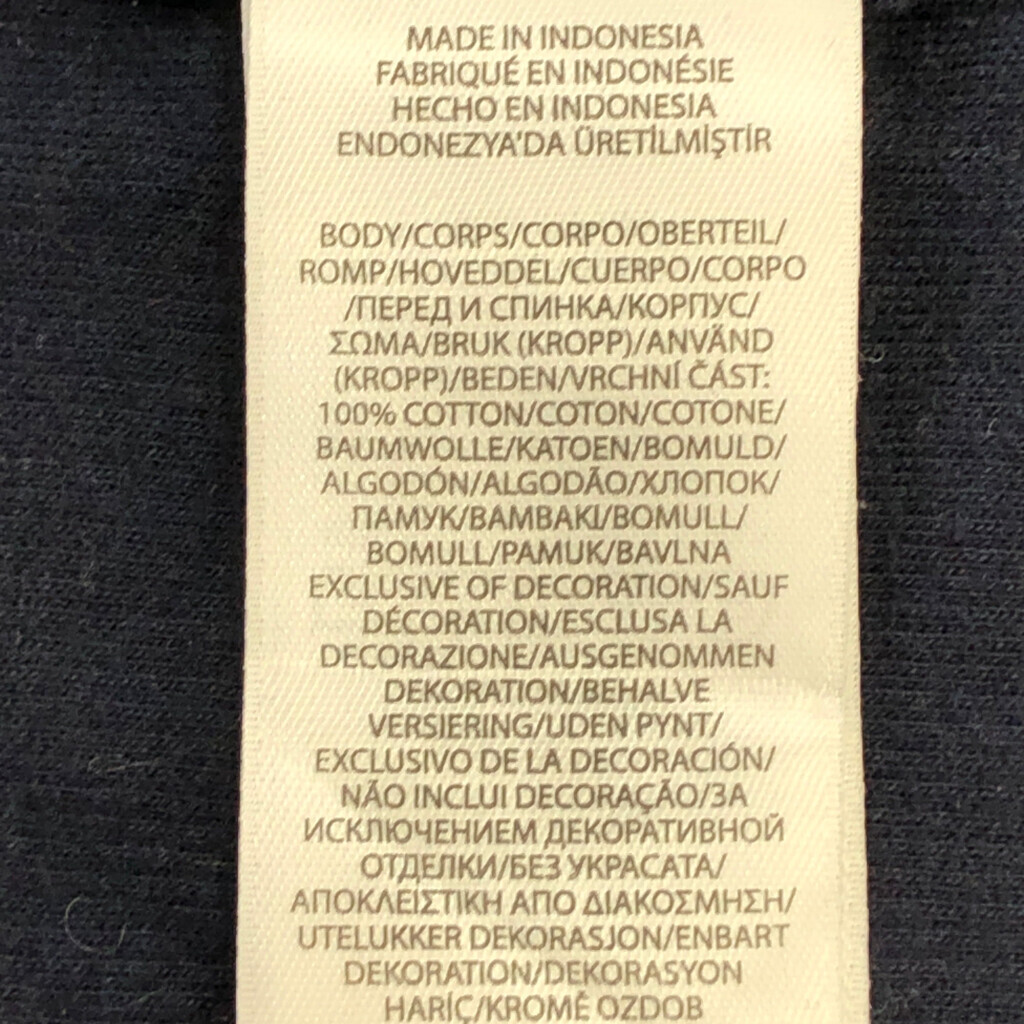 MADE IN INDONESIA
FABRIQUÉ EN INDONÉSIE
HECHO EN INDONESIA
ENDONEZYA'DA ÜRETİLMİŞTİR
BODY/CORPS/CORPO/OBERTEIL/
ROMP/HOVEDDEL/CUERPO/CORPO
/ПЕРЕД И СПИНКА/КОРПУС/
ΣΩΜΑ/BRUK (KROPP)/ANVÄND
(KROPP)/BEDEN/VRCHNÍ ČÁST:
100% COTTON/COTON/COTONE/
BAUMWOLLE/KATOEN/BOMULD/
ALGODÓN/ALGODÃO/ХЛОПОК/
ПАМУК/ΒΑΜΒΑΚΙ/BOMULL/
BOMULL/PAMUK/BAVLNA
EXCLUSIVE OF DECORATION/SAUF
DÉCORATION/ESCLUSA LA
DECORAZIONE/AUSGENOMMEN
DEKORATION/BEHALVE
VERSIERING/UDEN PYNT/
EXCLUSIVO DE LA DECORACIÓN/
NÃO INCLUI DECORAÇÃO/ЗА
ИСКЛЮЧЕНИЕМ ДЕКОРАТИВНОЙ
ОТДЕЛКИ/БЕЗ УКРАСАТА/
ΑΠΟΚΛΕΙΣΤΙΚΗ ΑΠΟ ΔΙΑΚΟΣΜΗΣΗ/
UTELUKKER DEKORASJON/ENBART
DEKORATION/DEKORASYON
HARİÇ/KROMĚ OZDOB